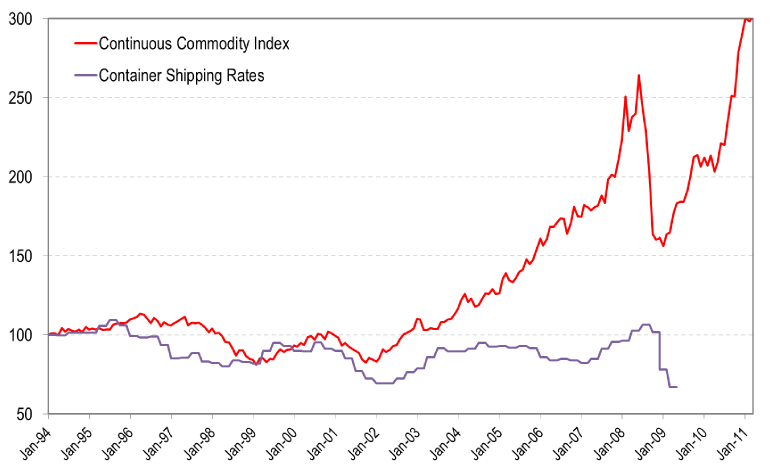 300
250
200
150
100
50
Continuous Commodity Index
Container Shipping Rates
Jan-94
Jan-95
Jan-96
Jan-97
Jan-98
Jan-99
Jan-00
Jan-01
Jan-02
Jan-03
Jan-04
Jan-05
Jan-06
Jan-07
Jan-08
Jan-09
Jan-10
Jan-11